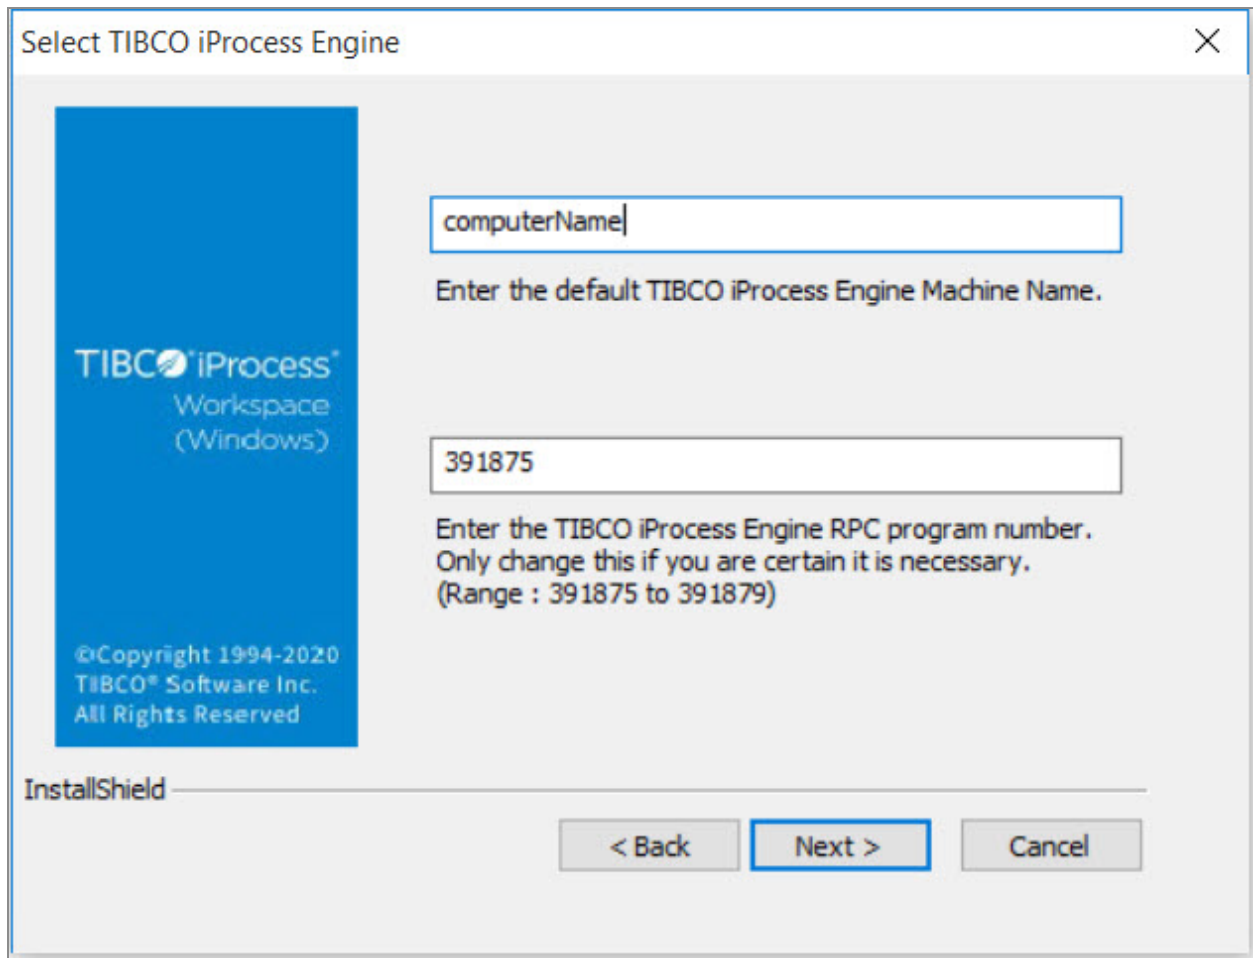 Select TIBCO iProcess Engine
computerName
Enter the default TIBCO iProcess Engine Machine Name.
TIBCO® iProcess®
Workspace
(Windows)
391875
Enter the TIBCO iProcess Engine RPC program number.
Only change this if you are certain it is necessary.
(Range : 391875 to 391879)
©Copyright 1994-2020
TIBCO® Software Inc.
All Rights Reserved
InstallShield
< Back
Next >
Cancel